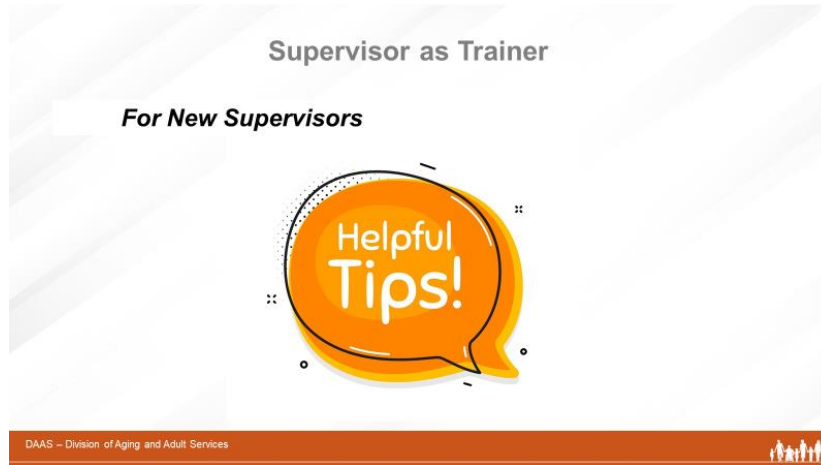 Supervisor as Trainer
For New Supervisors
Helpful
Tips!
DAAS – Division of Aging and Adult Services